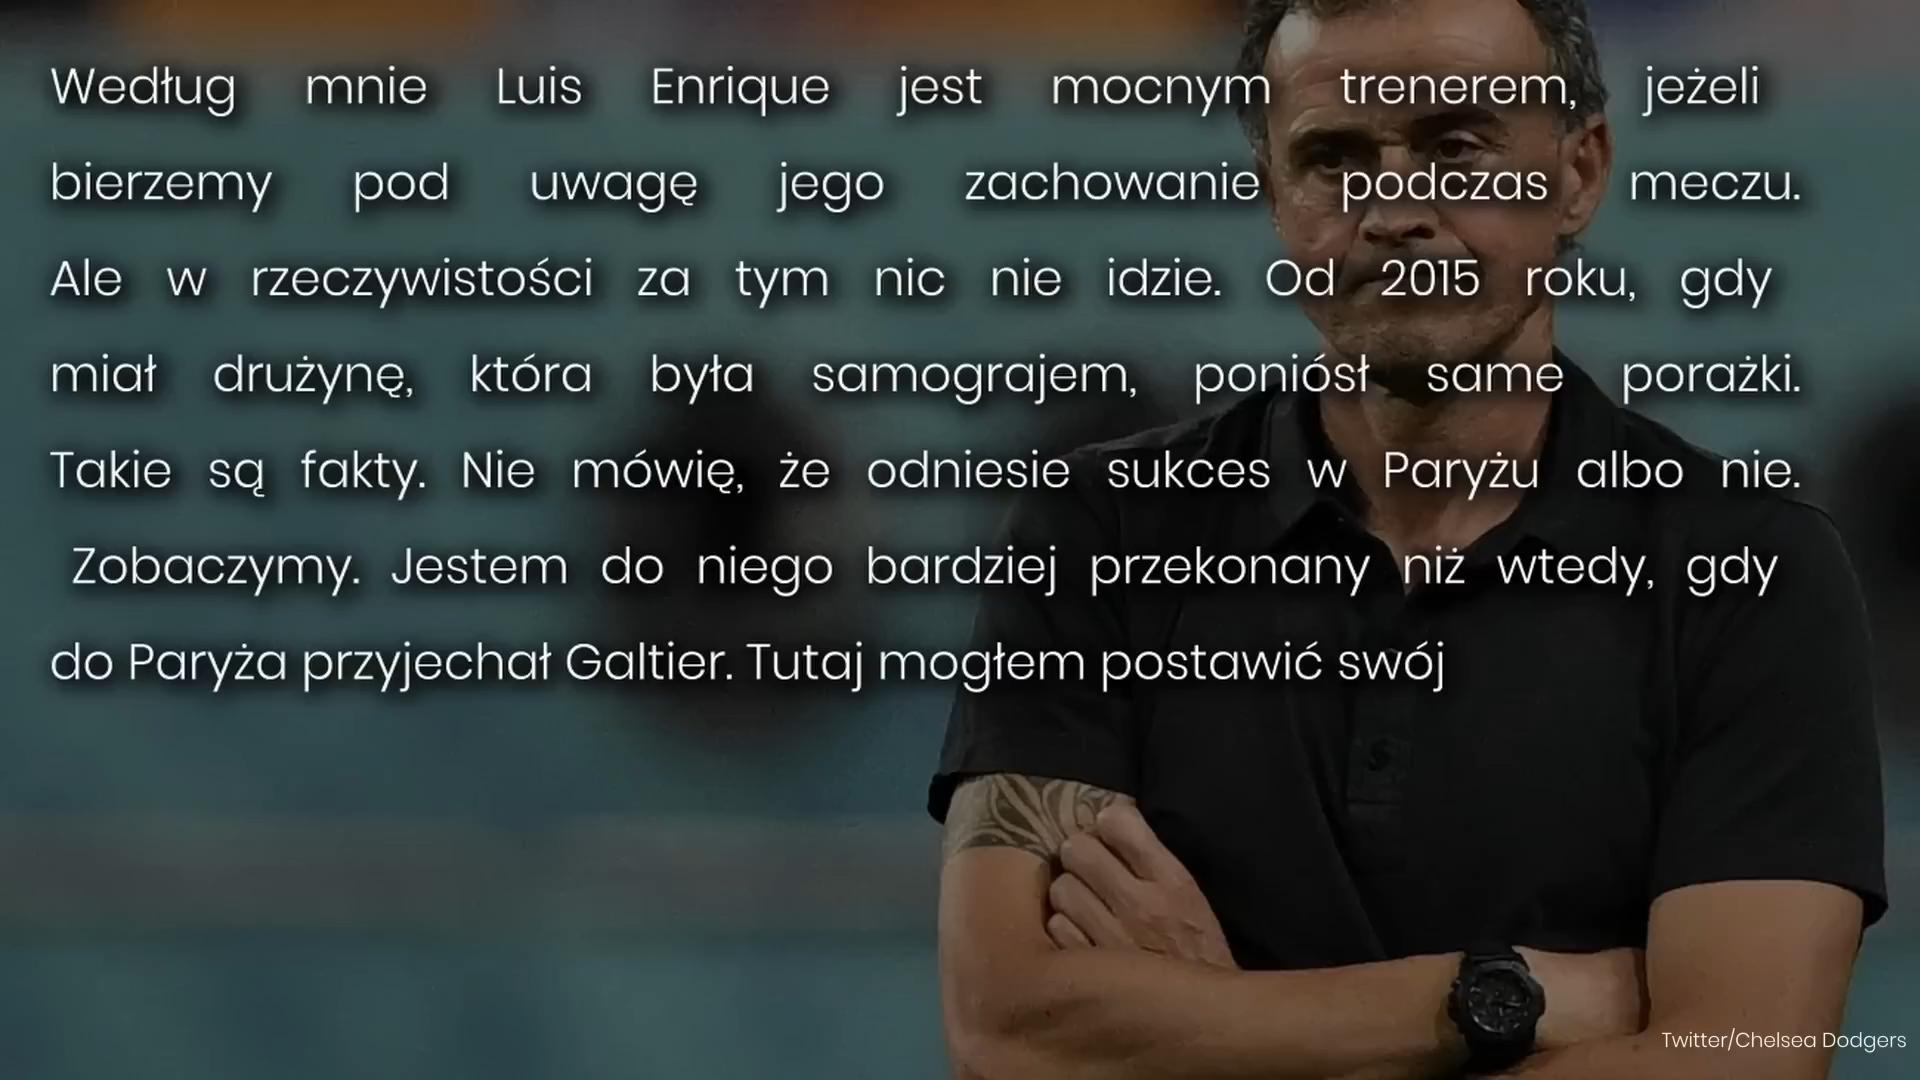 Według mnie Luis Enrique jest mocnym trenerem, jeżeli
bierzemy pod uwagę jego zachowanie podczas meczu.
Ale w rzeczywistości za tym nic nie idzie. Od 2015 roku, gdy
miał drużynę, która była samograjem, poniósł same porażki.
Takie są fakty. Nie mówię, że odniesie sukces w Paryżu albo nie.
Zobaczymy. Jestem do niego bardziej przekonany niż wtedy, gdy
do Paryża przyjechał Galtier. Tutaj mogłem postawić swój
Twitter/Chelsea Dodgers